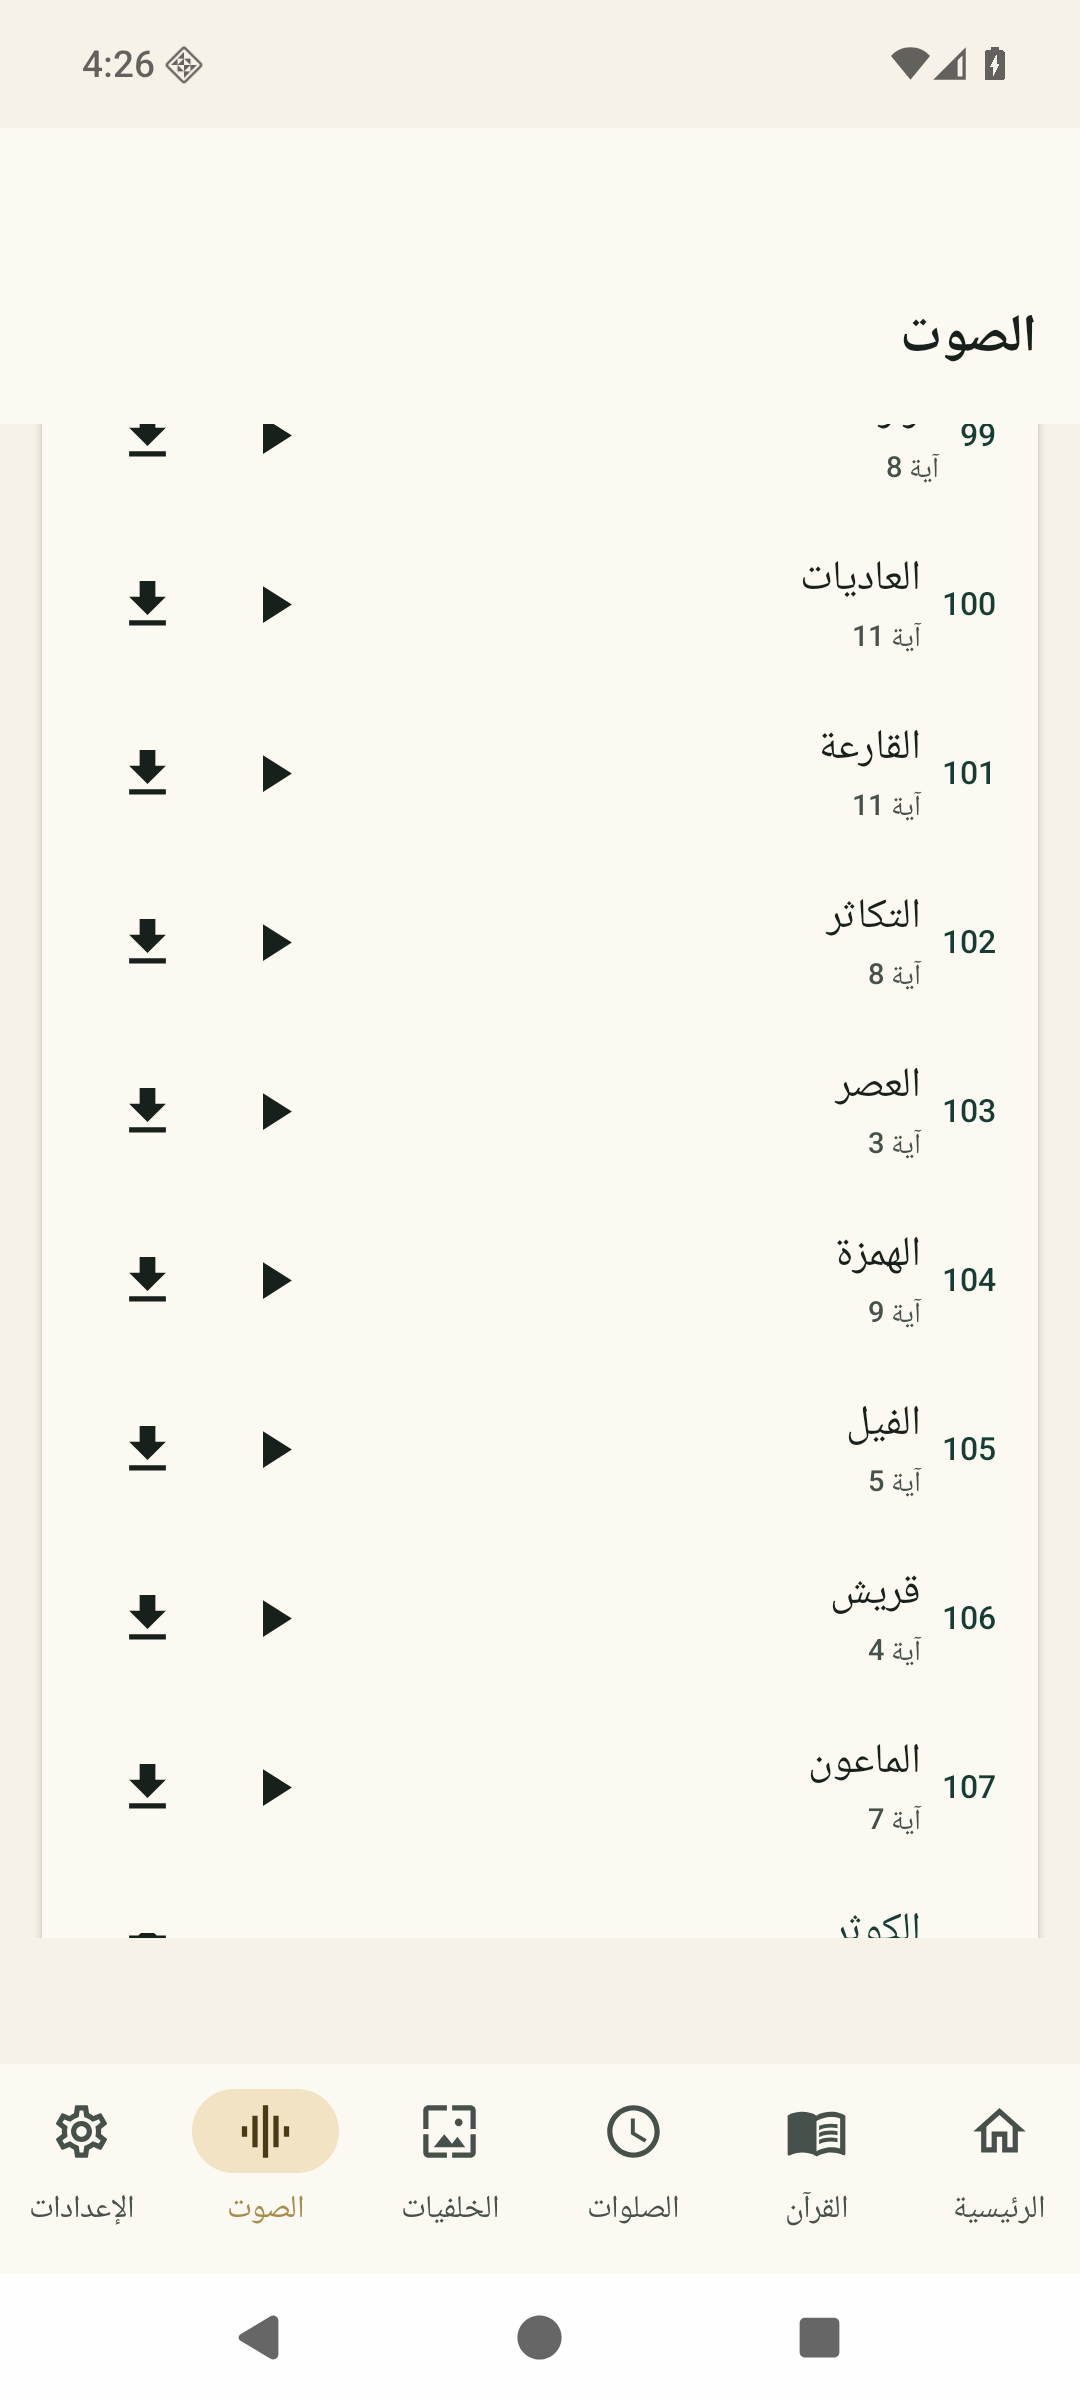 4:26
الصوت
99
آية 8
100
العاديات
آية 11
101
القارعة
آية 11
102
التكاثر
آية 8
103
العصر
آية 3
104
الهمزة
آية 9
105
الفيل
آية 5
106
قريش
آية 4
107
الماعون
آية 7
الكوثر
الرئيسية
القرآن
الصلوات
الخلفيات
الصوت
الإعدادات